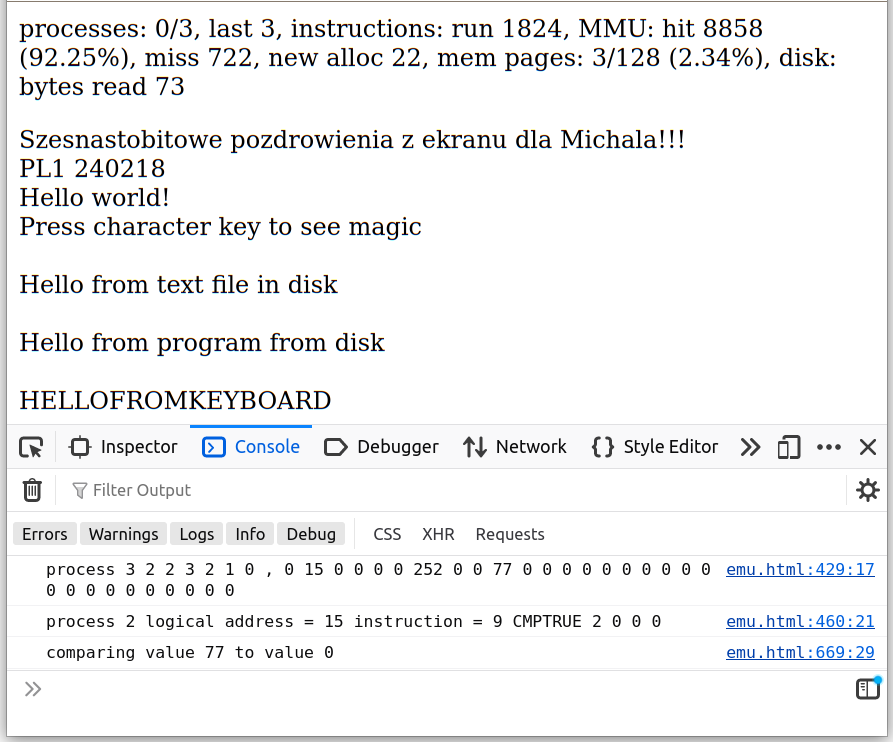 processes: 0/3, last 3, instructions: run 1824, MMU: hit 8858
(92.25%), miss 722, new alloc 22, mem pages: 3/128 (2.34%), disk:
bytes read 73
Szesnastobitowe pozdrowienia z ekranu dla Michala!!!
PL1 240218
Hello world!
Press character key to see magic
Hello from text file in disk
Hello from program from disk
HELLOFROMKEYBOARD
Inspector Console Debugger Network Style Editor
Filter Output
Errors Warnings Logs Info Debug CSS XHR Requests
process 3 2 2 3 2 1 0 , 0 15 0 0 0 0 252 0 0 77 0 0 0 0 0 0 0 0 0 0 emu.html:429:17
0 0 0 0 0 0 0 0 0 0
process 2 logical address = 15 instruction = 9 CMPTRUE 2 0 0 0 emu.html:460:21
comparing value 77 to value 0 emu.html:669:29